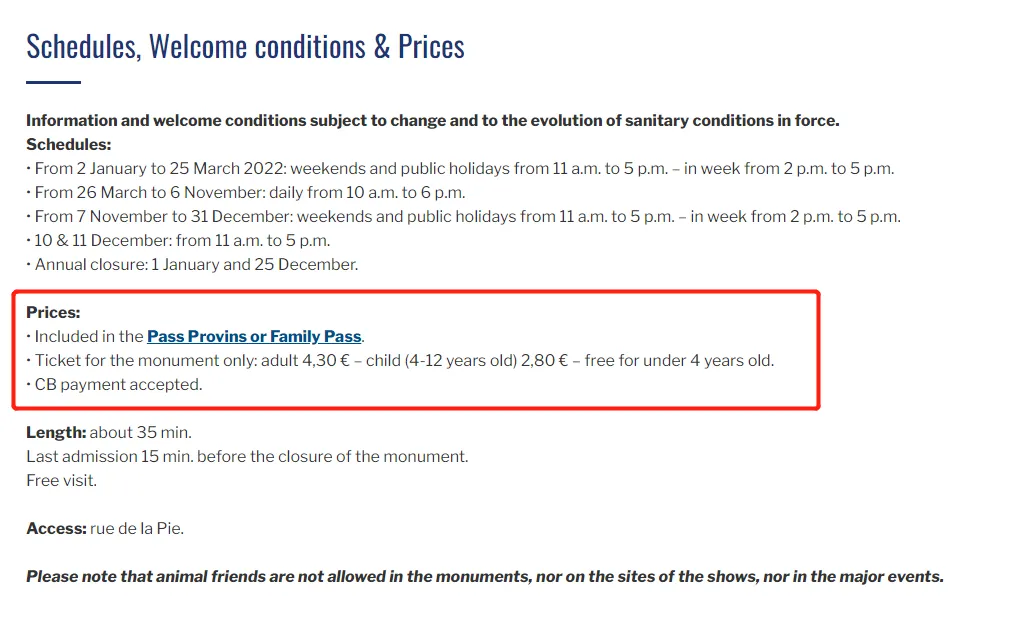 Schedules, Welcome conditions & Prices
Information and welcome conditions subject to change and to the evolution of sanitary conditions in force.
Schedules:
• From 2 January to 25 March 2022: weekends and public holidays from 11 a.m. to 5 p.m. – in week from 2 p.m. to 5 p.m.
• From 26 March to 6 November: daily from 10 a.m. to 6 p.m.
• From 7 November to 31 December: weekends and public holidays from 11 a.m. to 5 p.m. – in week from 2 p.m. to 5 p.m.
• 10 & 11 December: from 11 a.m. to 5 p.m.
• Annual closure: 1 January and 25 December.
Prices:
• Included in the Pass Provins or Family Pass.
• Ticket for the monument only: adult 4,30 € – child (4-12 years old) 2,80 € – free for under 4 years old.
• CB payment accepted.
Length: about 35 min.
Last admission 15 min. before the closure of the monument.
Free visit.
Access: rue de la Pie.
Please note that animal friends are not allowed in the monuments, nor on the sites of the shows, nor in the major events.